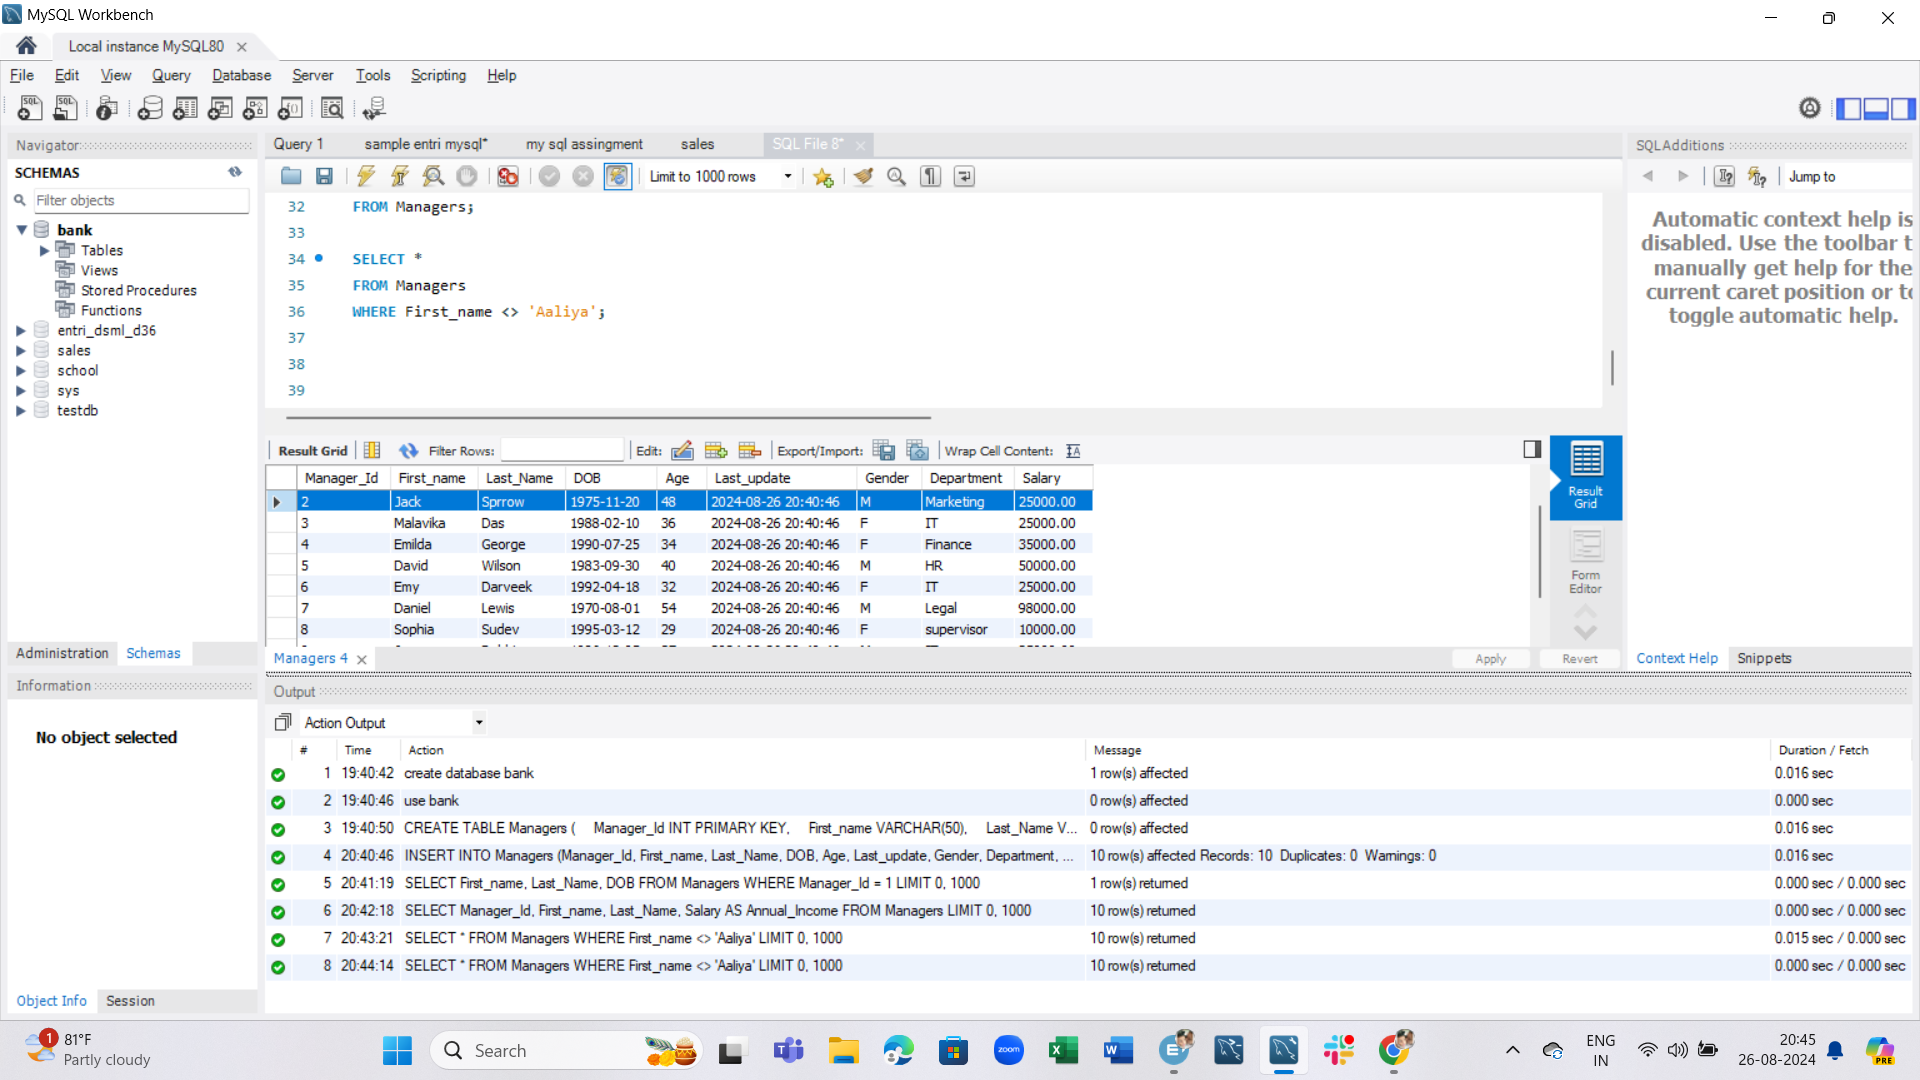 MySQL Workbench
Local instance MySQL80
File Edit View Query Database Server Tools Scripting Help
Navigator
SCHEMAS
Filter objects
bank
Tables
Views
Stored Procedures
Functions
entri_dsml_d36
sales
school
sys
testdb
Administration Schemas
Information
No object selected
Object Info Session
Query 1 sample entri mysql* my sql assingment sales SQL File 8*
Limit to 1000 rows
32 FROM Managers;
33
34 SELECT *
35 FROM Managers
36 WHERE First_name <> 'Aaliya';
37
38
39
Result Grid Filter Rows: Edit: Export/Import: Wrap Cell Content:
Manager_Id First_name Last_Name DOB Age Last_update Gender Department Salary
2 Jack Sprrow 1975-11-20 48 2024-08-26 20:40:46 M Marketing 25000.00
3 Malavika Das 1988-02-10 36 2024-08-26 20:40:46 F IT 25000.00
4 Emilda George 1990-07-25 34 2024-08-26 20:40:46 F Finance 35000.00
5 David Wilson 1983-09-30 40 2024-08-26 20:40:46 M HR 50000.00
6 Emy Darveek 1992-04-18 32 2024-08-26 20:40:46 F IT 25000.00
7 Daniel Lewis 1970-08-01 54 2024-08-26 20:40:46 M Legal 98000.00
8 Sophia Sudev 1995-03-12 29 2024-08-26 20:40:46 F supervisor 10000.00
Result
Grid
Form
Editor
Managers 4
Apply Revert
SQLAdditions
Jump to
Automatic context help is
disabled. Use the toolbar t
manually get help for the
current caret position or to
toggle automatic help.
Context Help Snippets
Output
Action Output
# Time Action Message Duration / Fetch
1 19:40:42 create database bank 1 row(s) affected 0.016 sec
2 19:40:46 use bank 0 row(s) affected 0.000 sec
3 19:40:50 CREATE TABLE Managers ( Manager_Id INT PRIMARY KEY, First_name VARCHAR(50), Last_Name V... 0 row(s) affected 0.016 sec
4 20:40:46 INSERT INTO Managers (Manager_Id, First_name, Last_Name, DOB, Age, Last_update, Gender, Department, ... 10 row(s) affected Records: 10 Duplicates: 0 Warnings: 0 0.016 sec
5 20:41:19 SELECT First_name, Last_Name, DOB FROM Managers WHERE Manager_Id = 1 LIMIT 0, 1000 1 row(s) returned 0.000 sec / 0.000 sec
6 20:42:18 SELECT Manager_Id, First_name, Last_Name, Salary AS Annual_Income FROM Managers LIMIT 0, 1000 10 row(s) returned 0.000 sec / 0.000 sec
7 20:43:21 SELECT * FROM Managers WHERE First_name <> 'Aaliya' LIMIT 0, 1000 10 row(s) returned 0.015 sec / 0.000 sec
8 20:44:14 SELECT * FROM Managers WHERE First_name <> 'Aaliya' LIMIT 0, 1000 10 row(s) returned 0.000 sec / 0.000 sec
1
81°F
Partly cloudy
Search
zoom
ENG
IN
20:45
26-08-2024
PRE